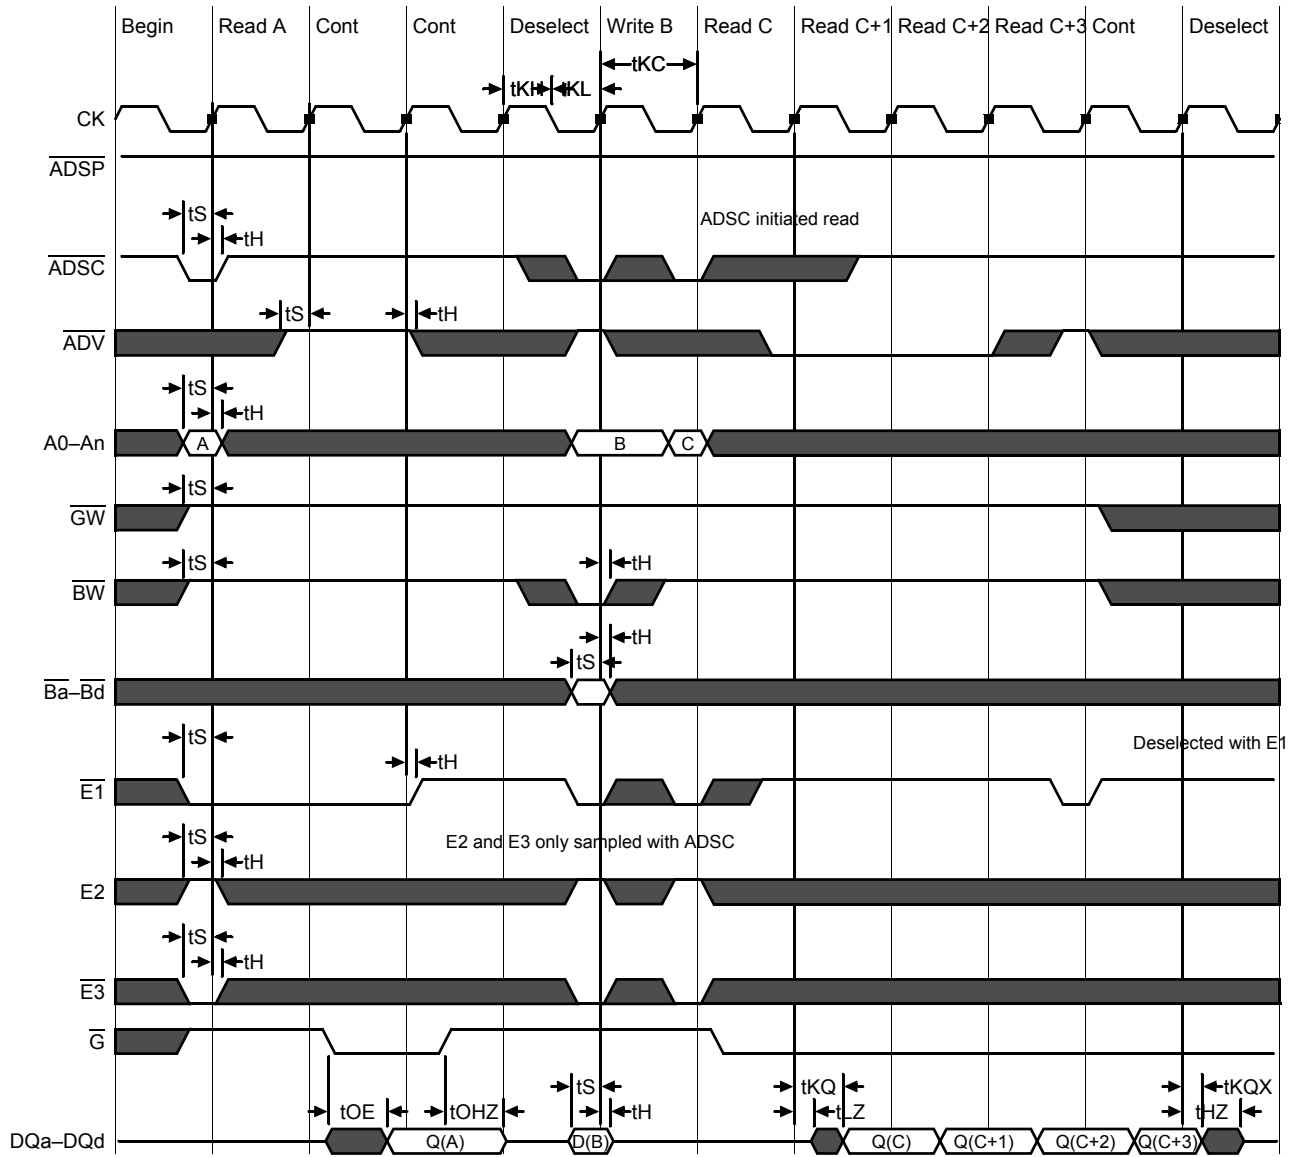 Begin Read A Cont Cont Deselect Write B Read C Read C+1 Read C+2 Read C+3 Cont Deselect
tKC
tKH tKL
CK
ADSP
tS ADSC initiated read
tH
ADSC
tS tH
ADV
tS
tH
A0–An A B C
tS
GW
tS tH
BW
tH
tS
Ba–Bd
tS Deselected with E1
tH
E1
tS E2 and E3 only sampled with ADSC
tH
E2
tS
tH
E3
G
tS tKQ tKQX
tOE tOHZ tH tLZ tHZ
DQa–DQd Q(A) D(B) Q(C) Q(C+1) Q(C+2) Q(C+3)